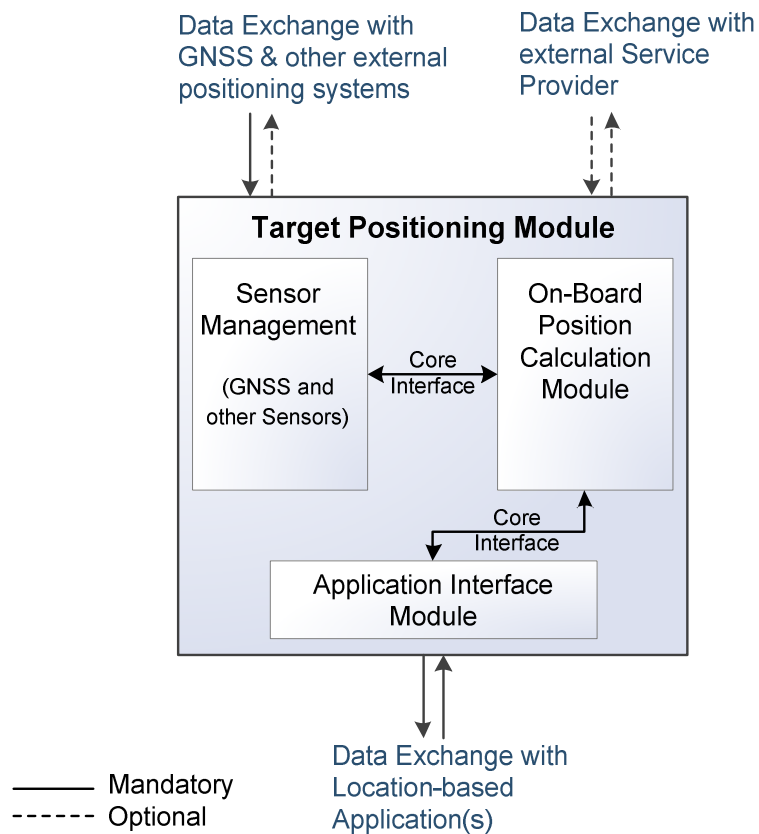 Data Exchange with
GNSS & other external
positioning systems
Data Exchange with
external Service
Provider
Target Positioning Module
Sensor
Management
(GNSS and
other Sensors)
Core
Interface
On-Board
Position
Calculation
Module
Core
Interface
Application Interface
Module
Data Exchange with
Location-based
Application(s)
Mandatory
Optional